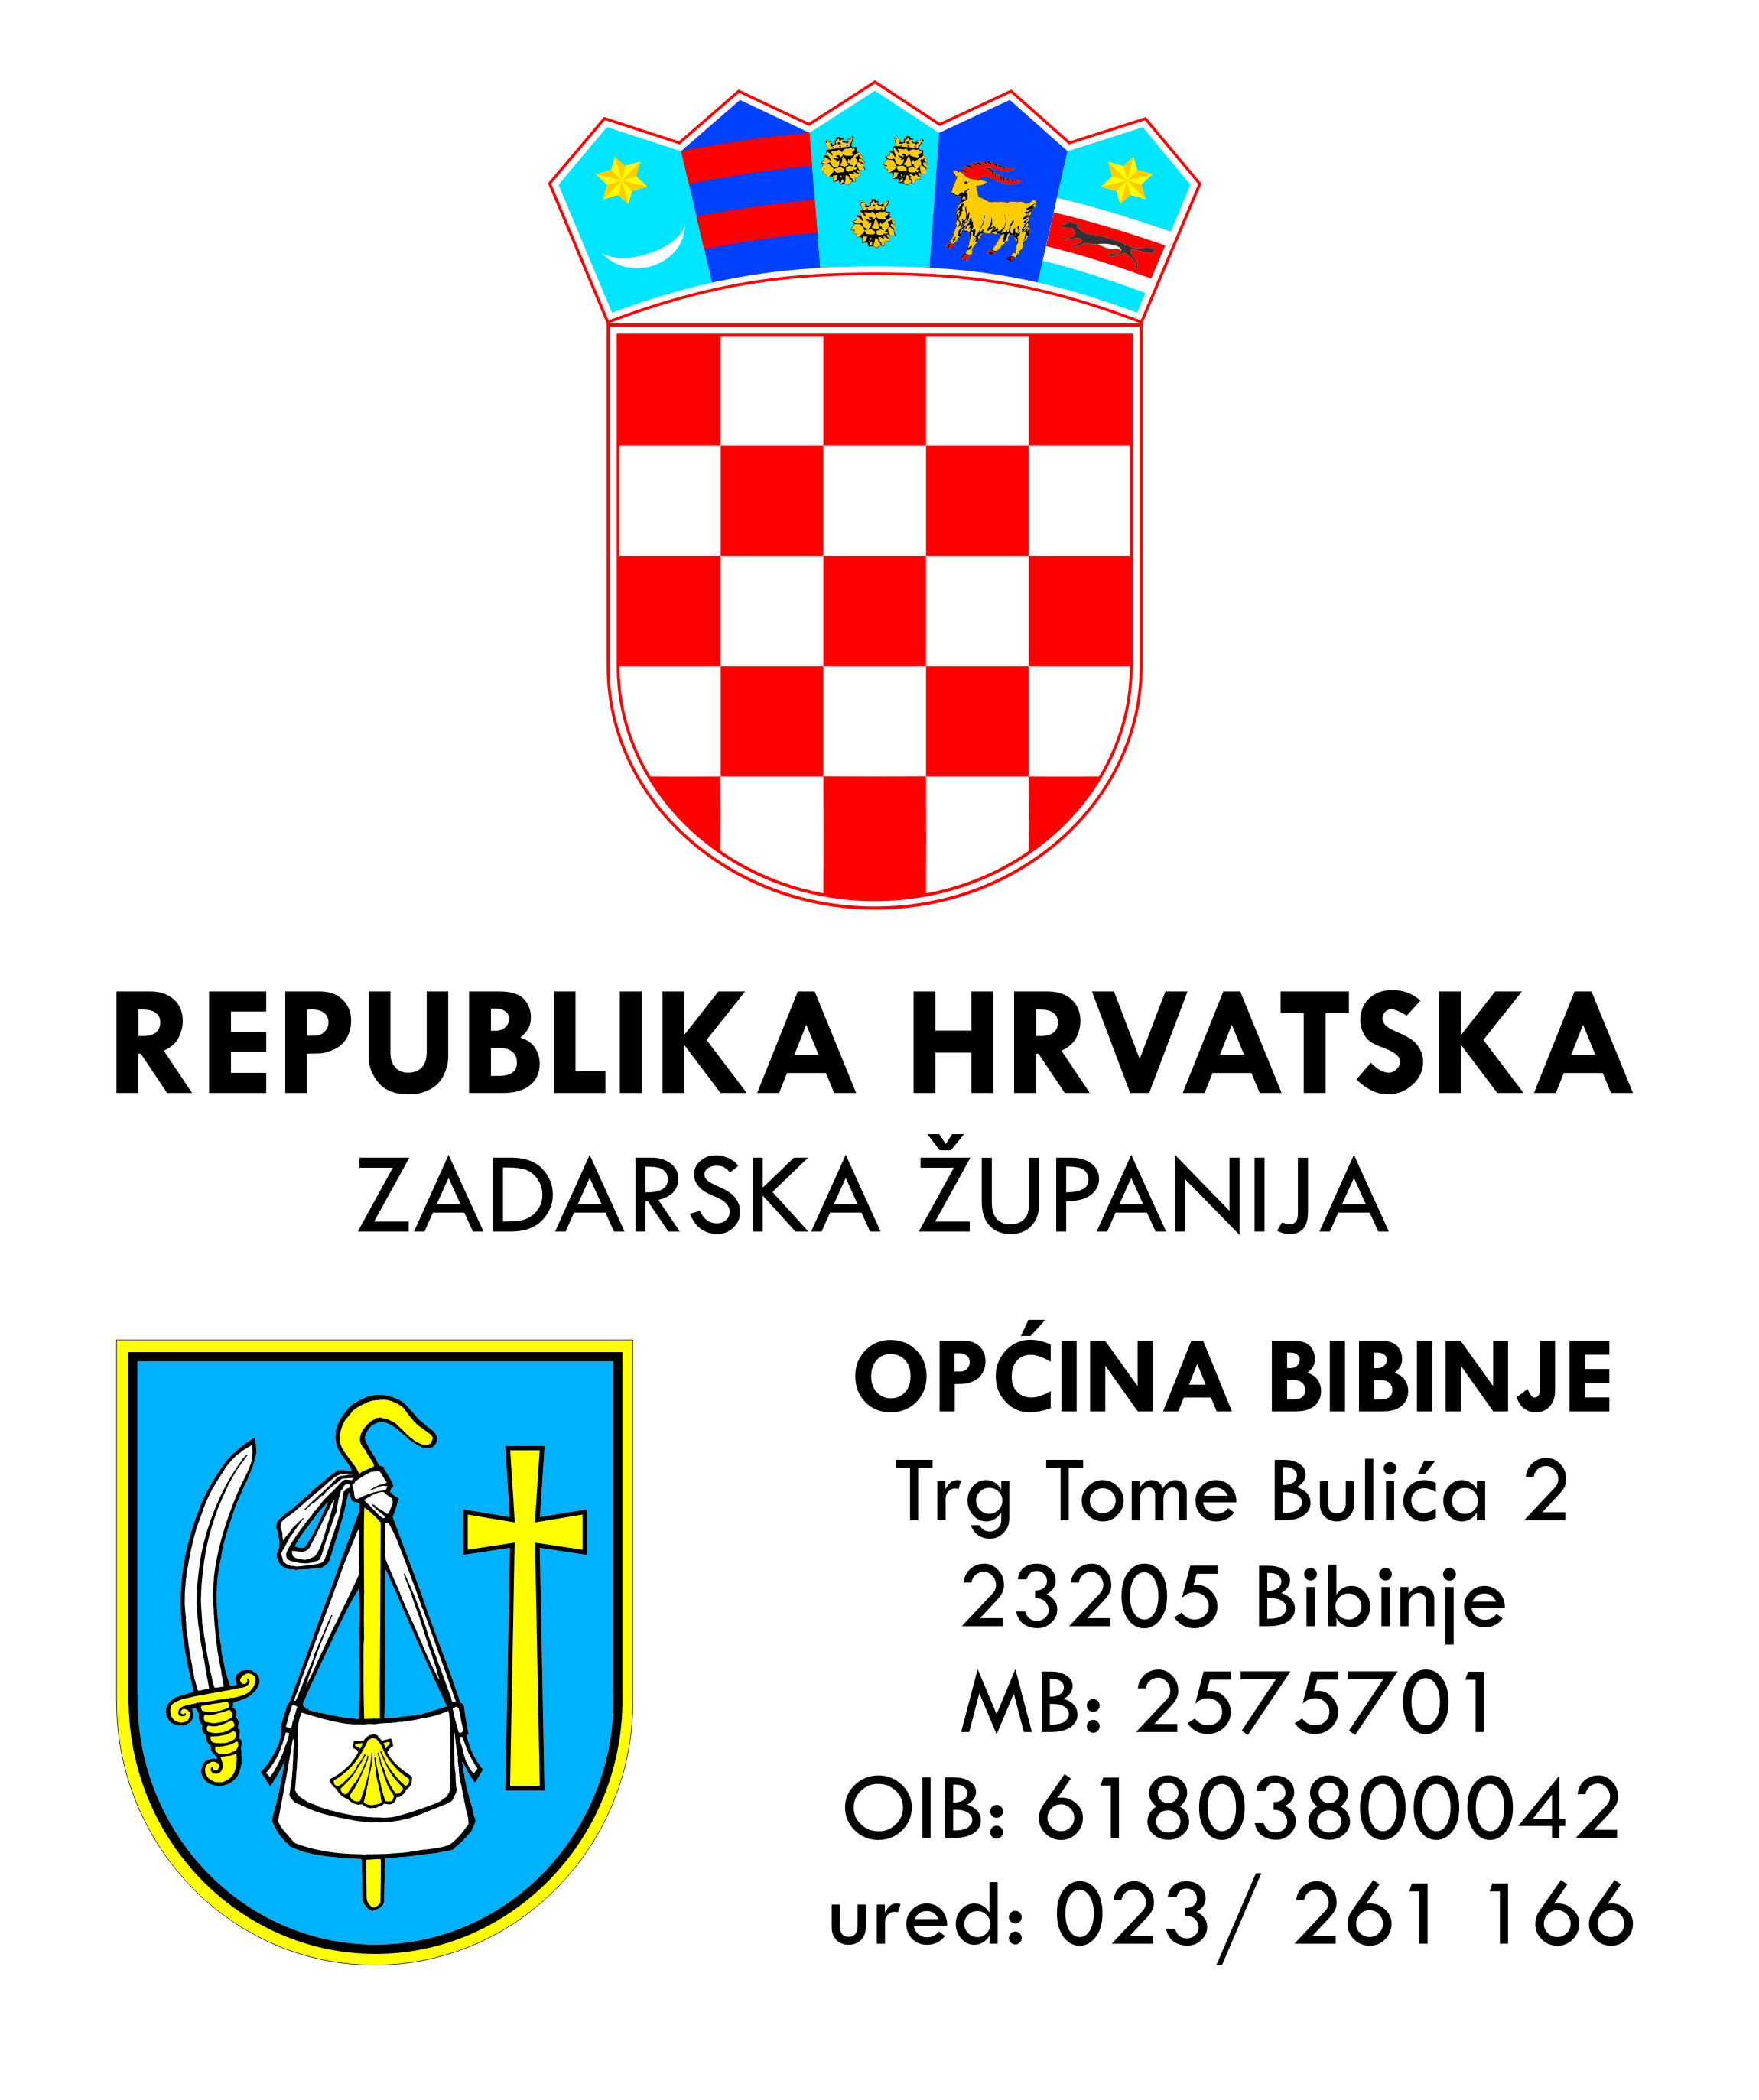 REPUBLIKA HRVATSKA
ZADARSKA ŽUPANIJA
OPĆINA BIBINJE
Trg Tome Bulića 2
23205 Bibinje
MB: 2575701
OIB: 61803800042
ured: 023/ 261 166